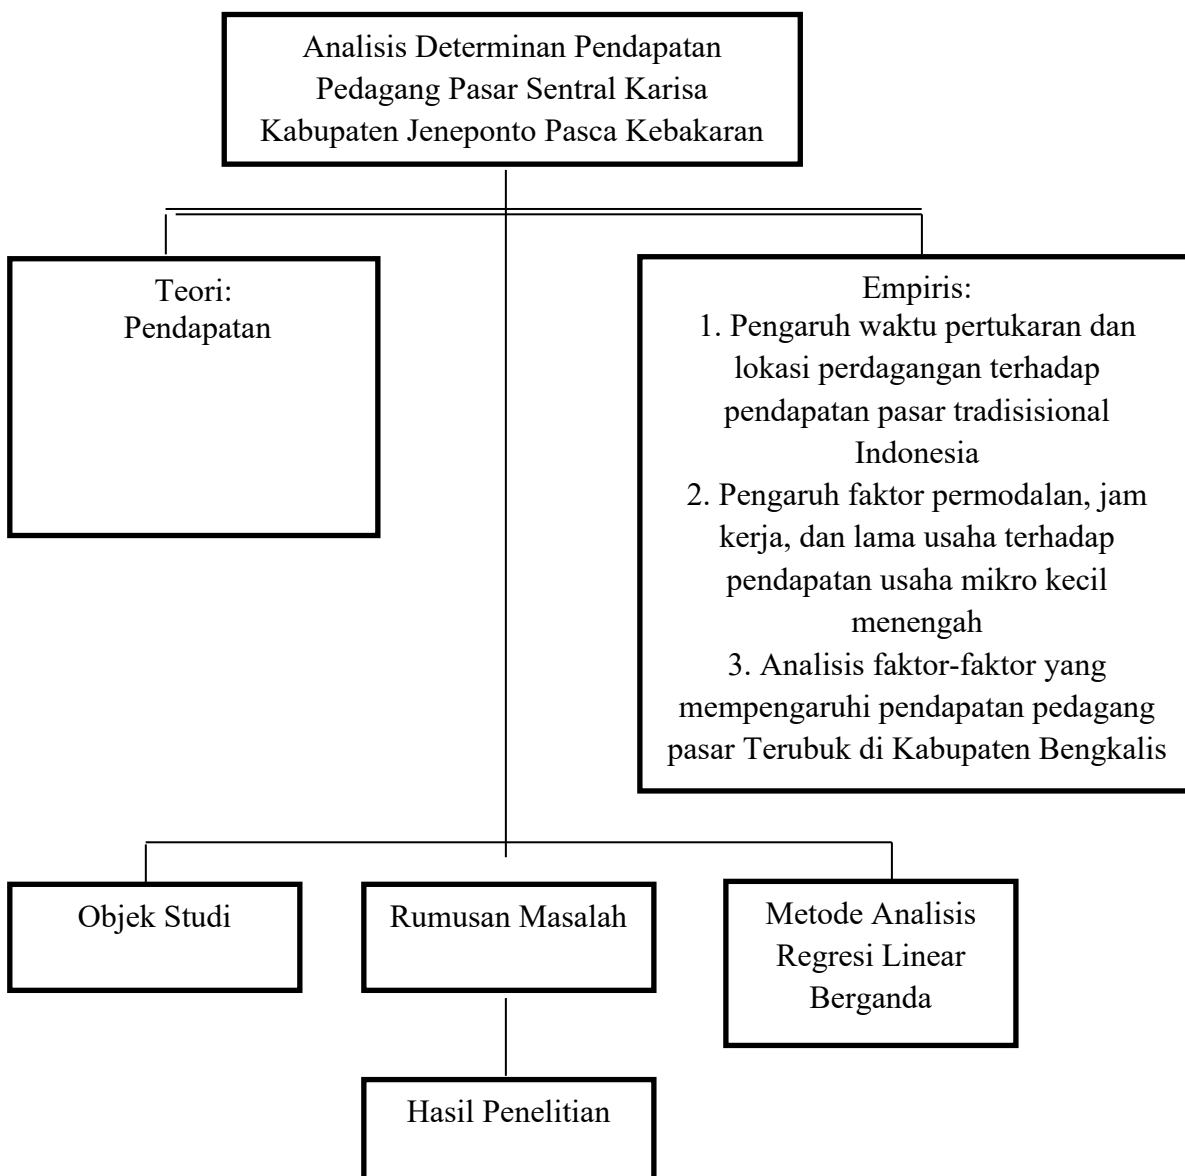 Analisis Determinan Pendapatan
Pedagang Pasar Sentral Karisa
Kabupaten Jeneponto Pasca Kebakaran
Teori:
Pendapatan
Empiris:
1. Pengaruh waktu pertukaran dan
lokasi perdagangan terhadap
pendapatan pasar tradisisional
Indonesia
2. Pengaruh faktor permodalan, jam
kerja, dan lama usaha terhadap
pendapatan usaha mikro kecil
menengah
3. Analisis faktor-faktor yang
mempengaruhi pendapatan pedagang
pasar Terubuk di Kabupaten Bengkalis
Objek Studi
Rumusan Masalah
Metode Analisis
Regresi Linear
Berganda
Hasil Penelitian